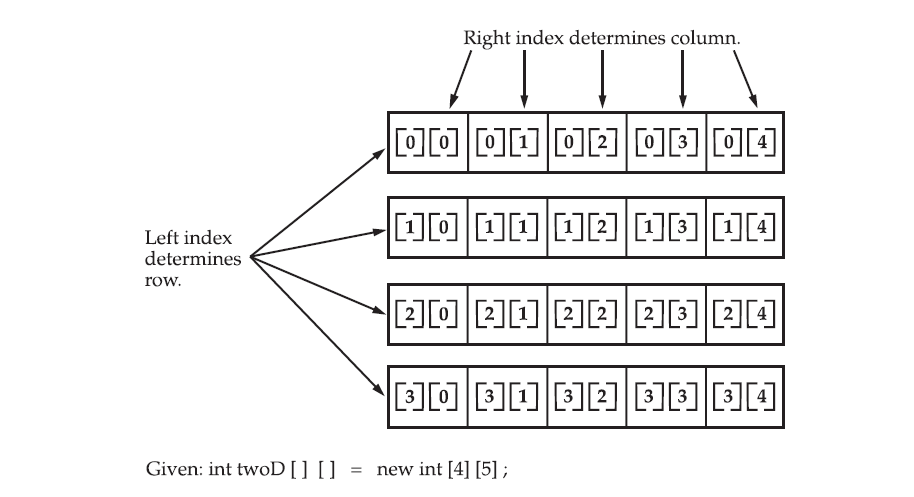 Right index determines column.
[0][0] [0][1] [0][2] [0][3] [0][4]
[1][0] [1][1] [1][2] [1][3] [1][4]
Left index
determines
row.
[2][0] [2][1] [2][2] [2][3] [2][4]
[3][0] [3][1] [3][2] [3][3] [3][4]
Given: int twoD [ ] [ ] = new int [4] [5] ;